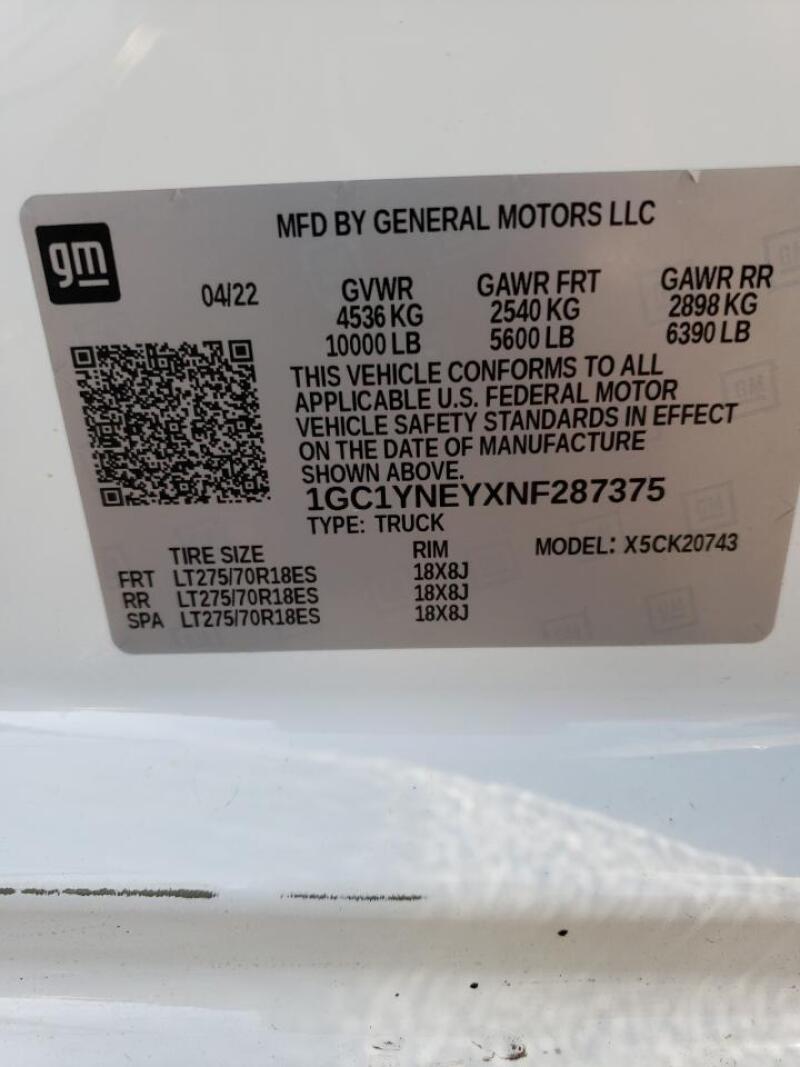 MFD BY GENERAL MOTORS LLC
gm
04/22 GVWR GAWR FRT GAWR RR
4536 KG 2540 KG 2898 KG
10000 LB 5600 LB 6390 LB
THIS VEHICLE CONFORMS TO ALL
APPLICABLE U.S. FEDERAL MOTOR
VEHICLE SAFETY STANDARDS IN EFFECT
ON THE DATE OF MANUFACTURE
SHOWN ABOVE.
1GC1YNEYXNF287375
TYPE: TRUCK
TIRE SIZE RIM MODEL: X5CK20743
FRT LT275/70R18ES 18X8J
RR LT275/70R18ES 18X8J
SPA LT275/70R18ES 18X8J